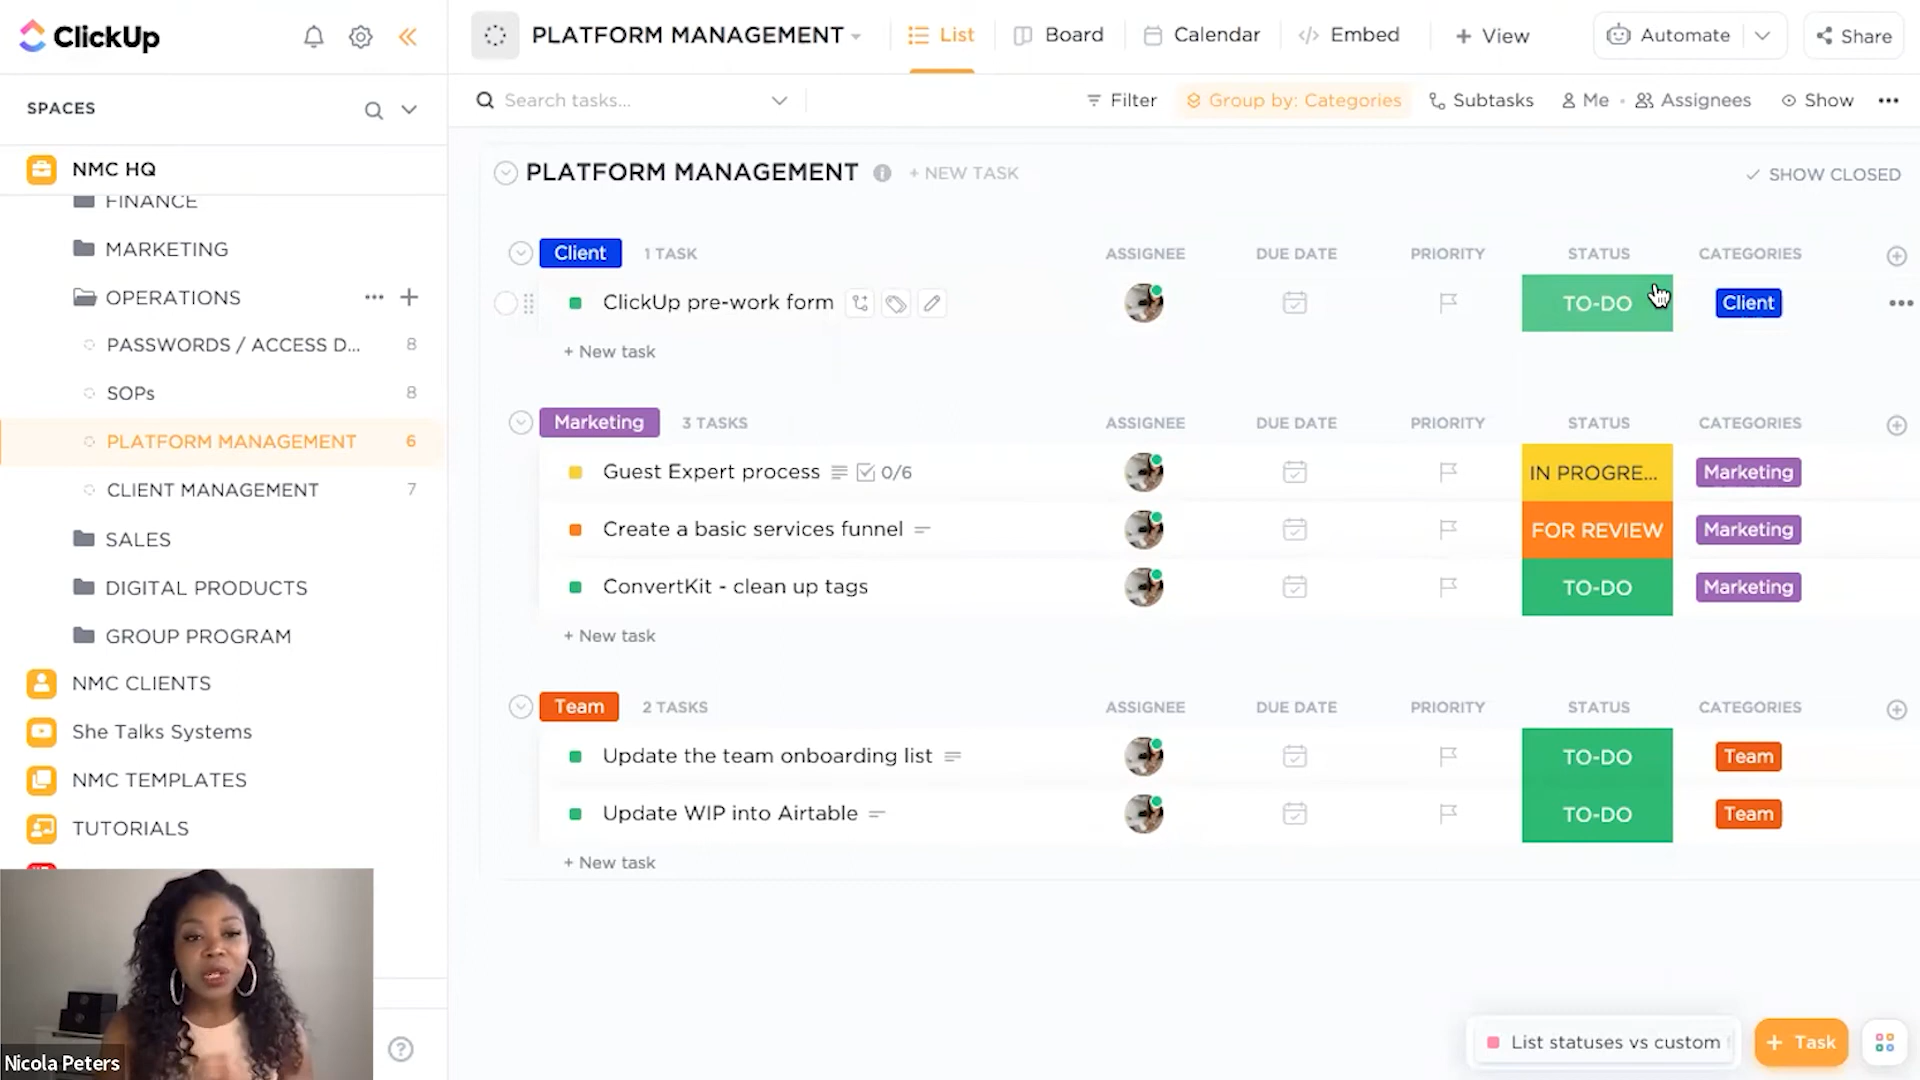 ClickUp
SPACES
NMC HQ
FINANCE
MARKETING
OPERATIONS
PASSWORDS / ACCESS D... 8
SOPs 8
PLATFORM MANAGEMENT 6
CLIENT MANAGEMENT 7
SALES
DIGITAL PRODUCTS
GROUP PROGRAM
NMC CLIENTS
She Talks Systems
NMC TEMPLATES
TUTORIALS
Nicola Peters
PLATFORM MANAGEMENT List Board Calendar Embed + View Automate Share
Search tasks... Filter Group by: Categories Subtasks Me Assignees Show
PLATFORM MANAGEMENT + NEW TASK SHOW CLOSED
Client 1 TASK ASSIGNEE DUE DATE PRIORITY STATUS CATEGORIES
ClickUp pre-work form TO-DO Client
+ New task
Marketing 3 TASKS ASSIGNEE DUE DATE PRIORITY STATUS CATEGORIES
Guest Expert process 0/6 IN PROGRE... Marketing
Create a basic services funnel FOR REVIEW Marketing
ConvertKit - clean up tags TO-DO Marketing
+ New task
Team 2 TASKS ASSIGNEE DUE DATE PRIORITY STATUS CATEGORIES
Update the team onboarding list TO-DO Team
Update WIP into Airtable TO-DO Team
+ New task
List statuses vs custom
+ Task